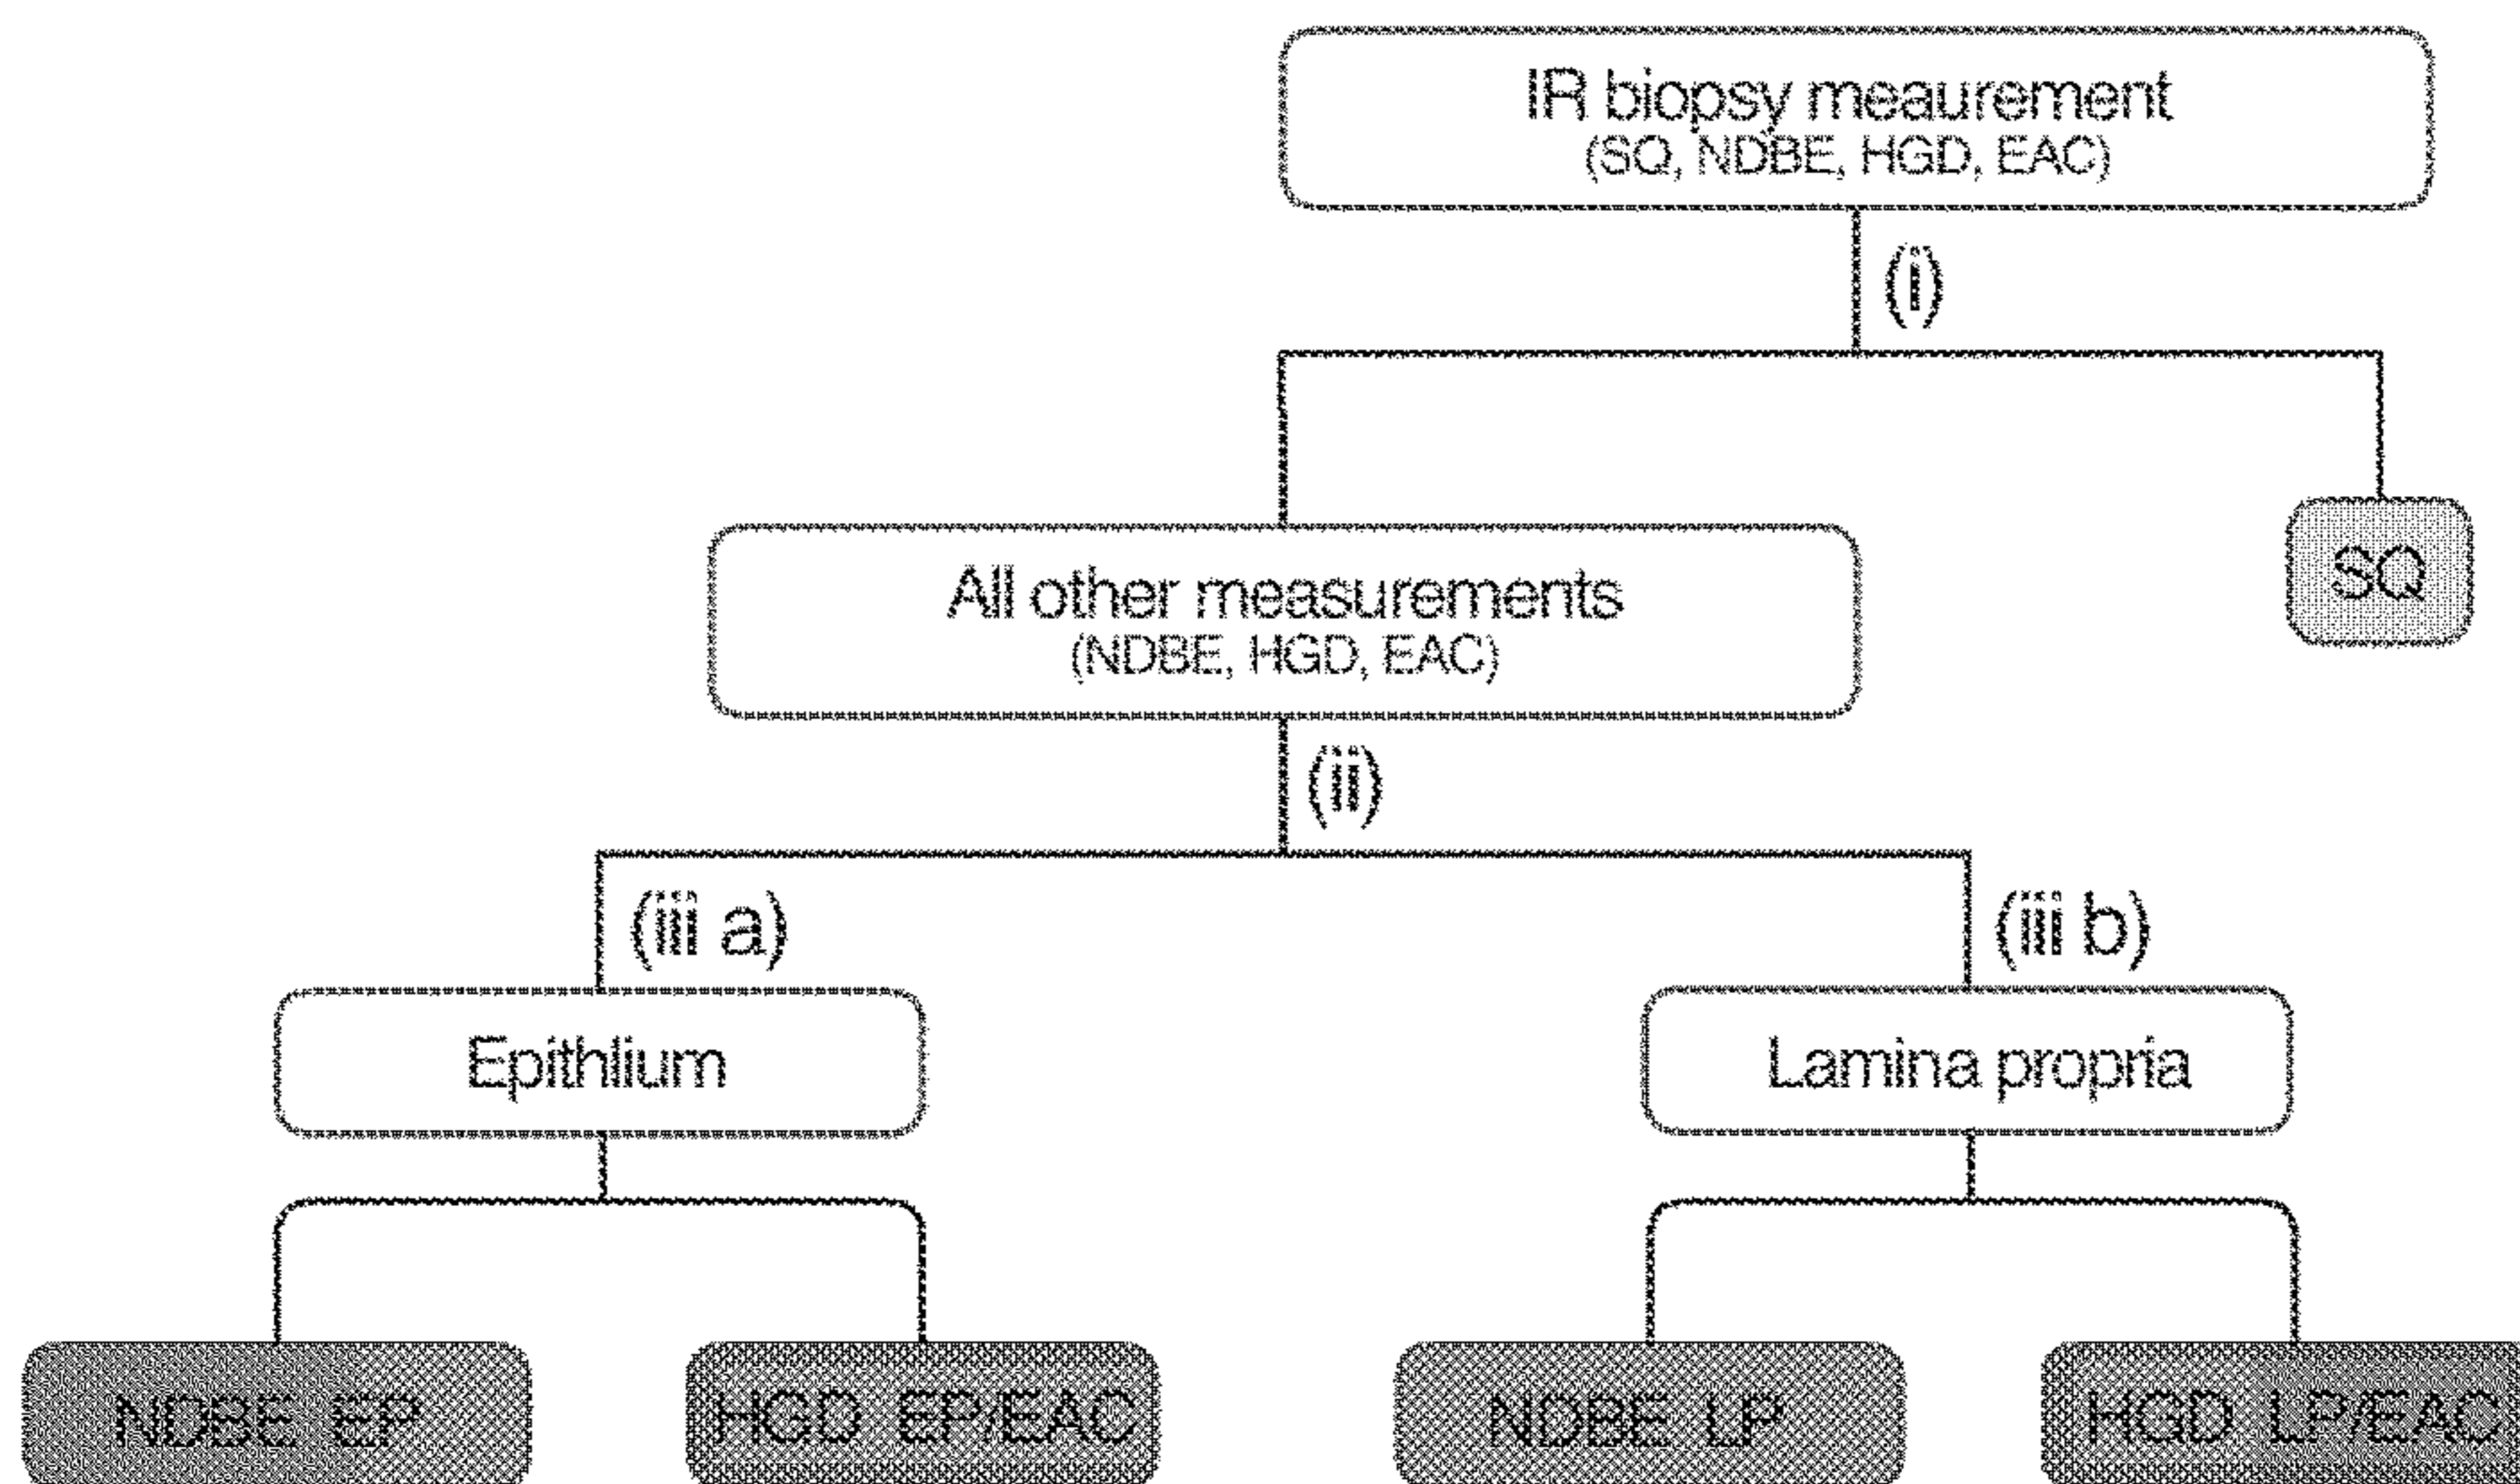 IR biopsy meaurement
(SQ, NDBE, HGD, EAC)
(i)
SQ
All other measurements
(NDBE, HGD, EAC)
(ii)
(iii a)
(iii b)
Epithlium
Lamina propria
NDBE EP
HGD EP/EAC
NDBE LP
HGD LP/EAC